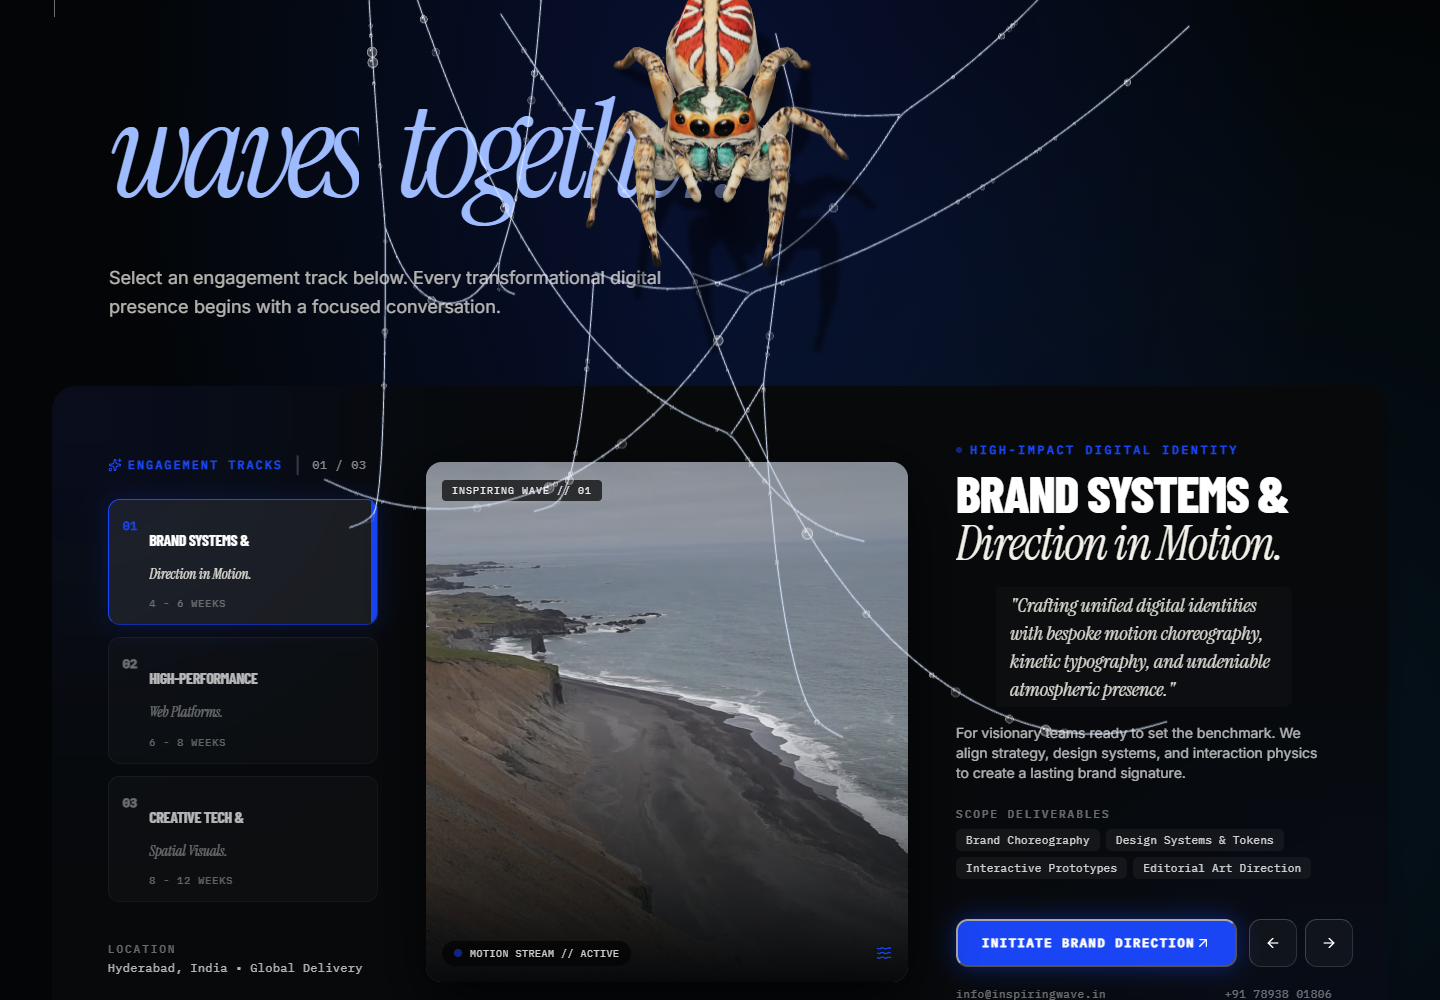 waves togeth
Select an engagement track below. Every transformational digital
presence begins with a focused conversation.
ENGAGEMENT TRACKS | 01 / 03
01
BRAND SYSTEMS &
Direction in Motion.
4 - 6 WEEKS
02
HIGH-PERFORMANCE
Web Platforms.
6 - 8 WEEKS
03
CREATIVE TECH &
Spatial Visuals.
8 - 12 WEEKS
LOCATION
Hyderabad, India • Global Delivery
INSPIRING WAVE // 01
MOTION STREAM // ACTIVE
HIGH-IMPACT DIGITAL IDENTITY
BRAND SYSTEMS &
Direction in Motion.
"Crafting unified digital identities
with bespoke motion choreography,
kinetic typography, and undeniable
atmospheric presence."
For visionary teams ready to set the benchmark. We
align strategy, design systems, and interaction physics
to create a lasting brand signature.
SCOPE DELIVERABLES
Brand Choreography
Design Systems & Tokens
Interactive Prototypes
Editorial Art Direction
INITIATE BRAND DIRECTION
info@inspiringwave.in
+91 78938 01806